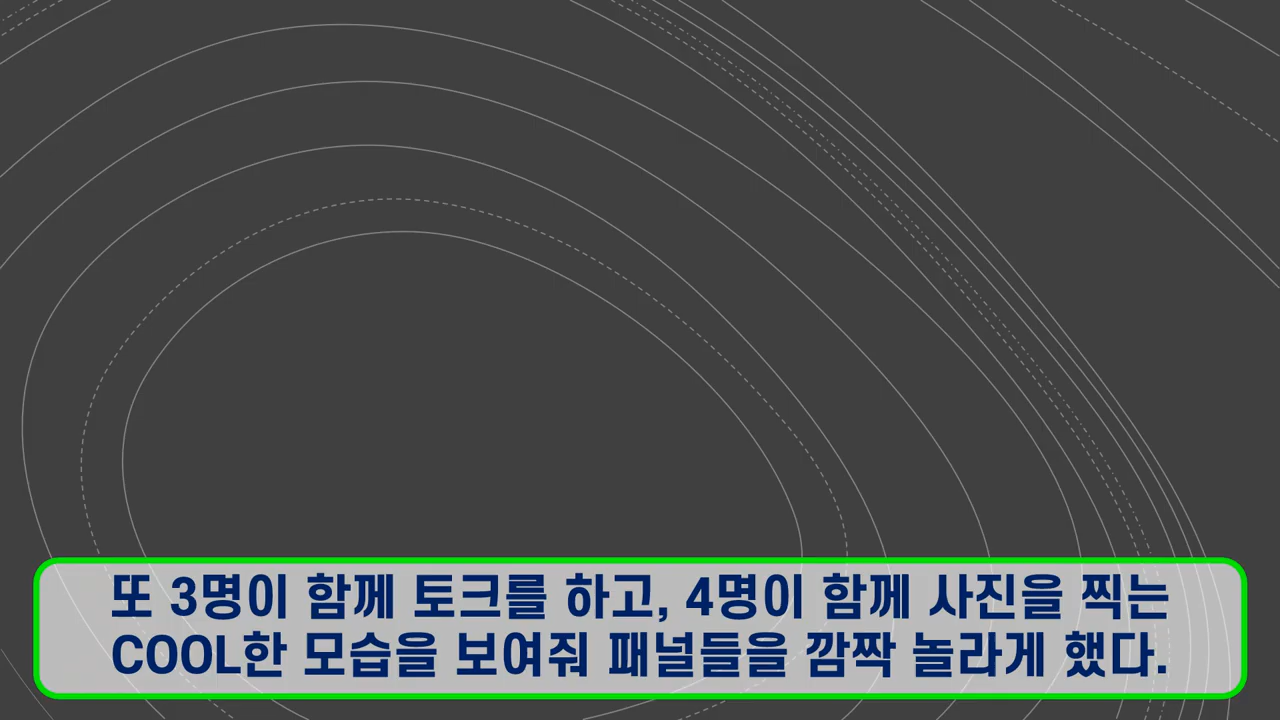 또 3명이 함께 토크를 하고, 4명이 함께 사진을 찍는
COOL한 모습을 보여줘 패널들을 깜짝 놀라게 했다.